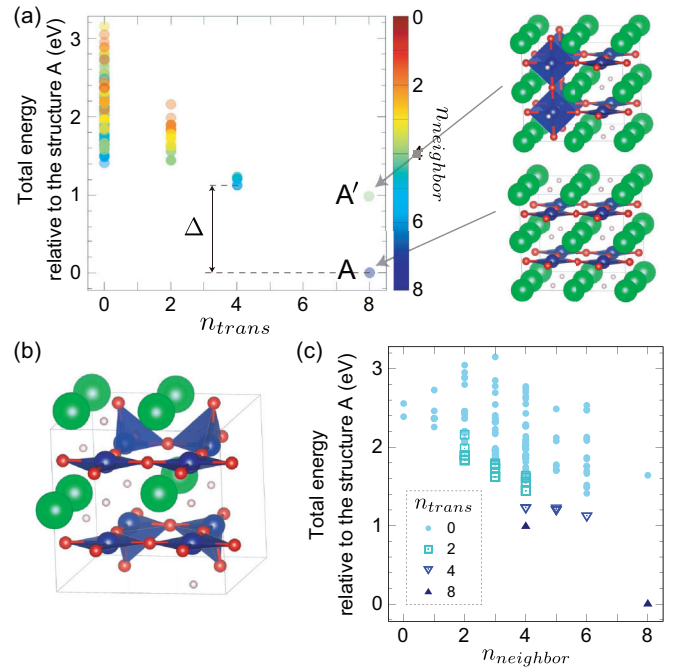 (a)
Total energy
relative to the structure A (eV)
3
2
1
0
Δ
A′
A
0
2
4
6
8
n_trans
0
2
4
6
8
n_neighbor
(b)
(c)
Total energy
relative to the structure A (eV)
3
2
1
0
n_trans
0
2
4
8
0
2
4
6
8
n_neighbor